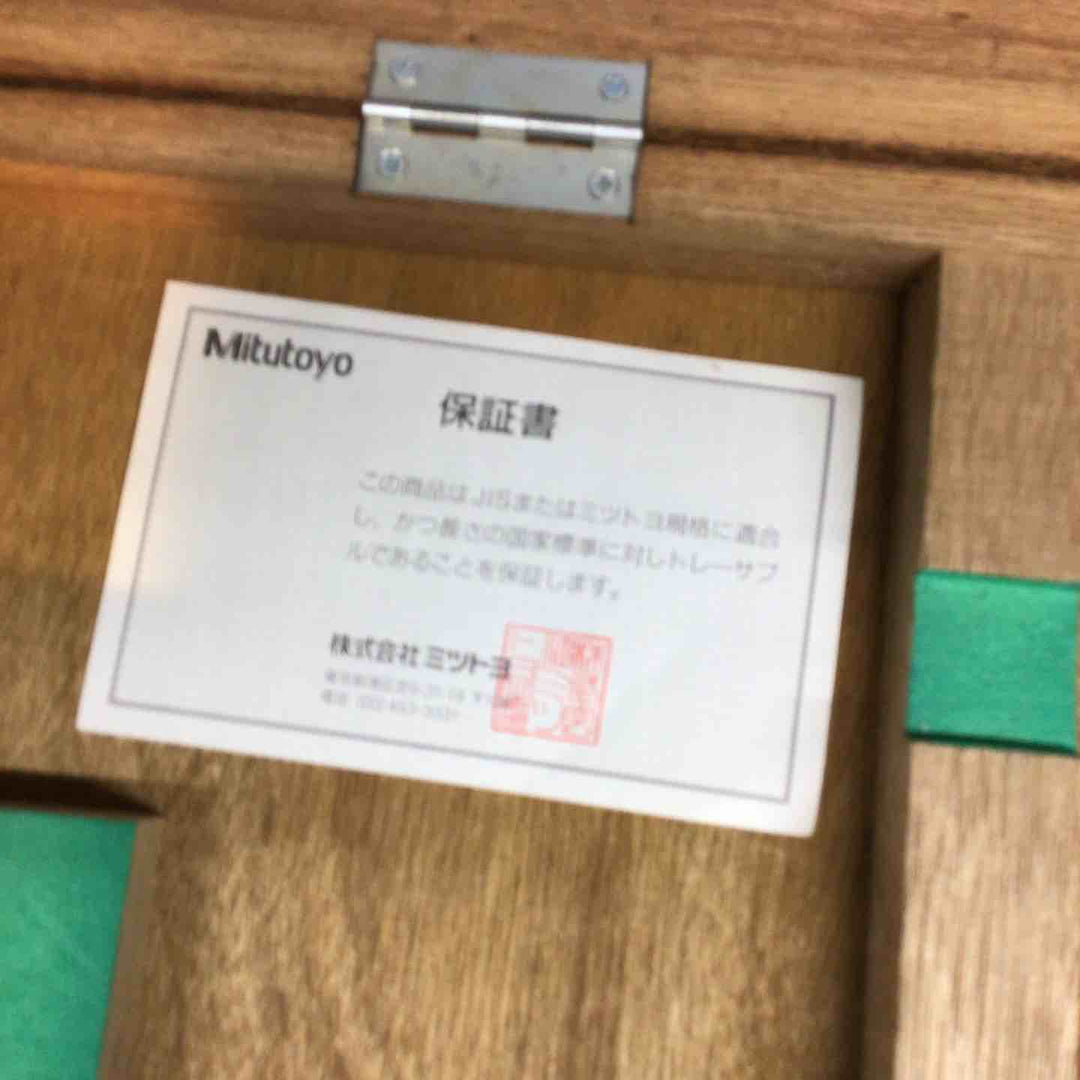 Mitutoyo
保証書
この商品はJISまたはミツトヨ規格に適合
し、かつ長さの国家標準に対しトレーサブ
ルであることを保証します。
株式会社ミツトヨ